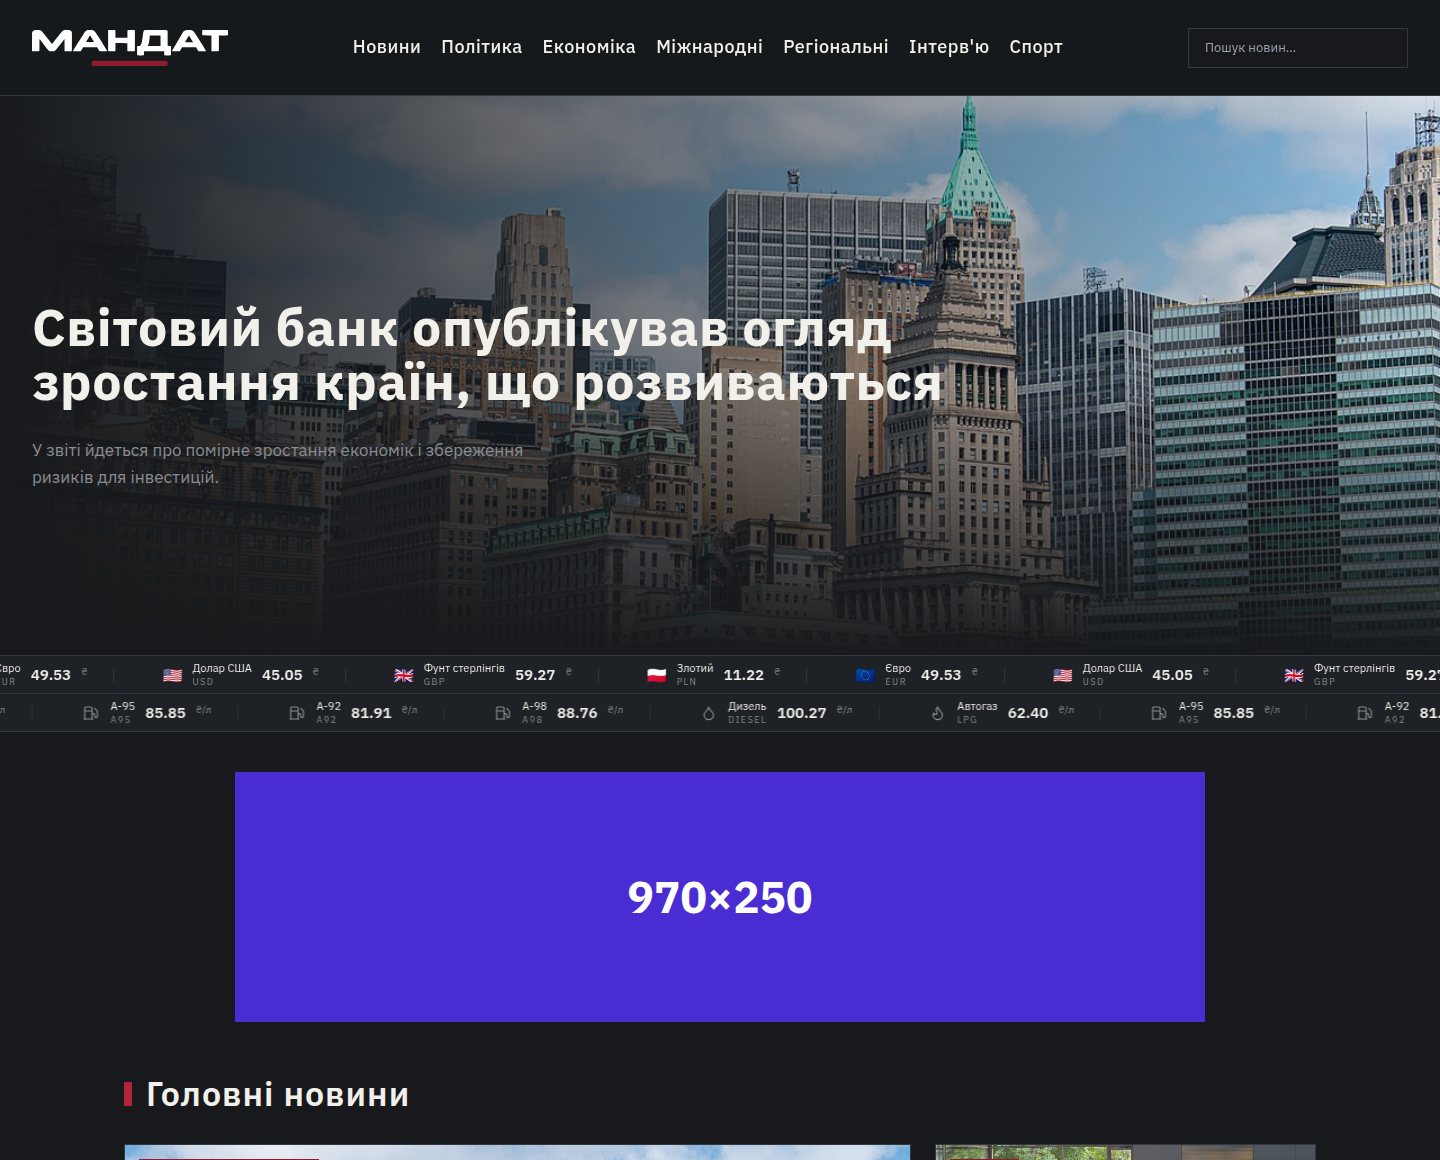 МАНДАТ
Новини Політика Економіка Міжнародні Регіональні Інтерв'ю Спорт
Пошук новин...
Світовий банк опублікував огляд
зростання країн, що розвиваються
У звіті йдеться про помірне зростання економік і збереження
ризиків для інвестицій.
49.53 ₴ Долар США USD 45.05 ₴ Фунт стерлінгів GBP 59.27 ₴ Злотий PLN 11.22 ₴ Євро EUR 49.53 ₴ Долар США USD 45.05 ₴ Фунт стерлінгів GBP
А-95 A95 85.85 ₴/л А-92 A92 81.91 ₴/л А-98 A98 88.76 ₴/л Дизель DIESEL 100.27 ₴/л Автогаз LPG 62.40 ₴/л А-95 A95 85.85 ₴/л А-92 A92
970×250
Головні новини